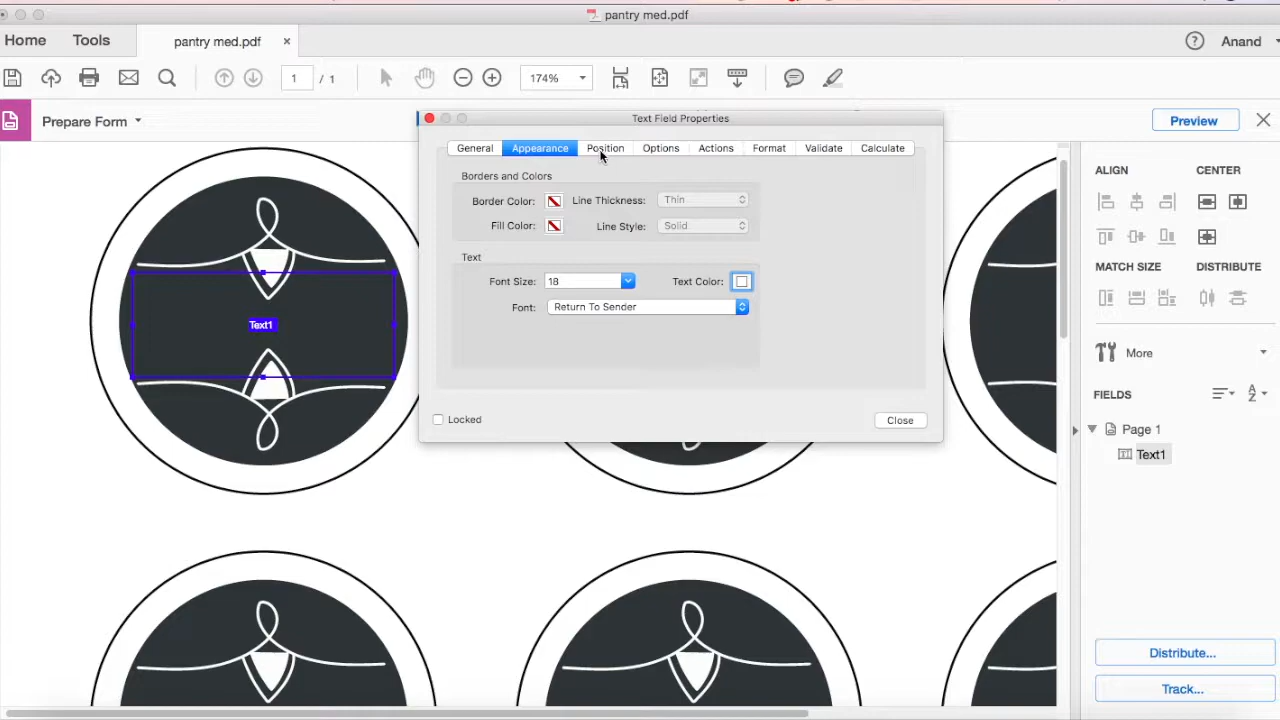 pantry med.pdf
Home Tools pantry med.pdf × ? Anand
1 / 1 174%
Prepare Form Text Field Properties Preview
General Appearance Position Options Actions Format Validate Calculate
Borders and Colors
Border Color: Line Thickness: Thin
Fill Color: Line Style: Solid
Text
Font Size: 18 Text Color:
Font: Return To Sender
Locked Close
Text1
ALIGN CENTER
MATCH SIZE DISTRIBUTE
More
FIELDS
Page 1
Text1
Distribute...
Track...